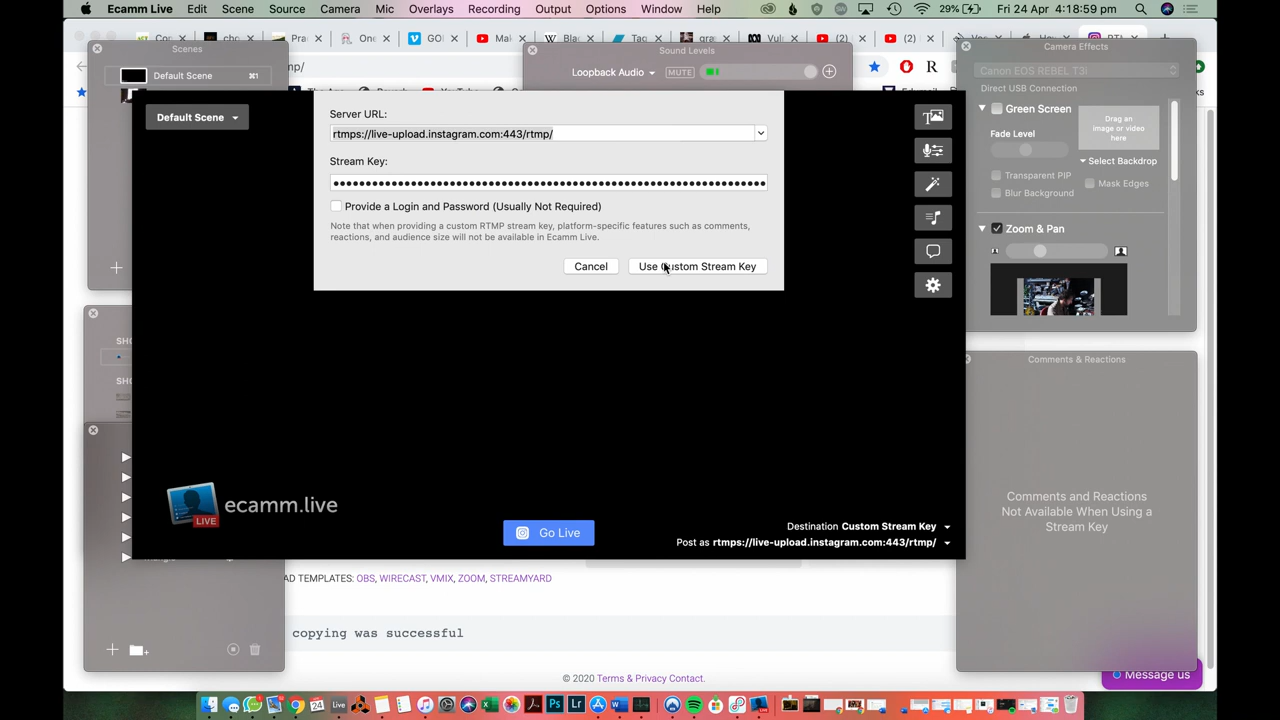 Ecamm Live Edit Scene Source Camera Mic Overlays Recording Output Options Window Help
29% Fri 24 Apr 4:18:59 pm
Scenes
Default Scene ⌘1
Sound Levels
Loopback Audio MUTE
Camera Effects
Canon EOS REBEL T3i
Direct USB Connection
Green Screen
Fade Level
Drag an
image or video
here
Select Backdrop
Transparent PIP
Mask Edges
Blur Background
Zoom & Pan
Default Scene
Server URL:
rtmps://live-upload.instagram.com:443/rtmp/
Stream Key:
Provide a Login and Password (Usually Not Required)
Note that when providing a custom RTMP stream key, platform-specific features such as comments,
reactions, and audience size will not be available in Ecamm Live.
Cancel Use Custom Stream Key
Comments & Reactions
Comments and Reactions
Not Available When Using a
Stream Key
LIVE
ecamm.live
Go Live
Destination Custom Stream Key
Post as rtmps://live-upload.instagram.com:443/rtmp/
AD TEMPLATES: OBS, WIRECAST, VMIX, ZOOM, STREAMYARD
copying was successful
© 2020 Terms & Privacy Contact.
Message us